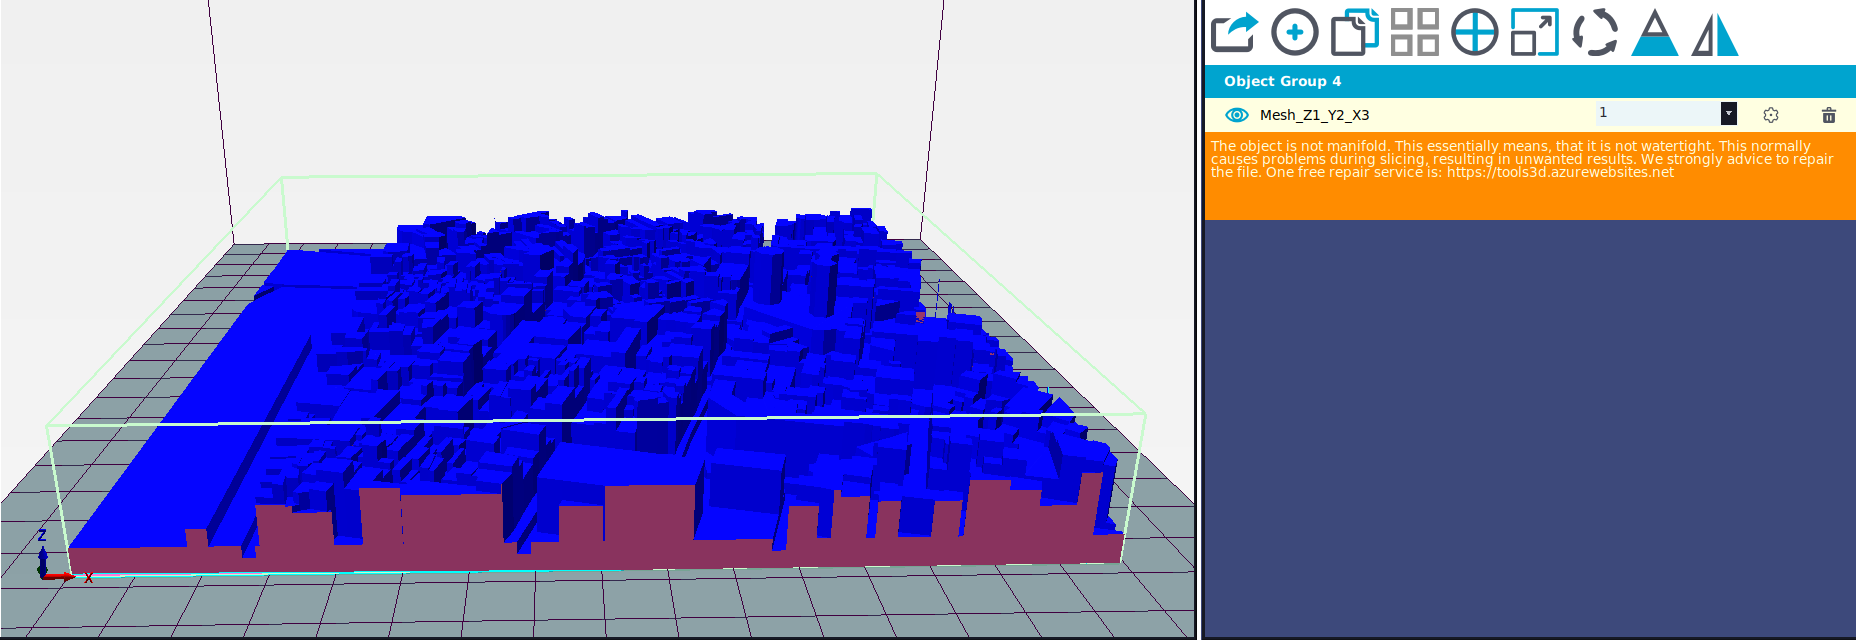 Object Group 4
Mesh_Z1_Y2_X3
1
The object is not manifold. This essentially means, that it is not watertight. This normally
causes problems during slicing, resulting in unwanted results. We strongly advice to repair
the file. One free repair service is: https://tools3d.azurewebsites.net
Z
X